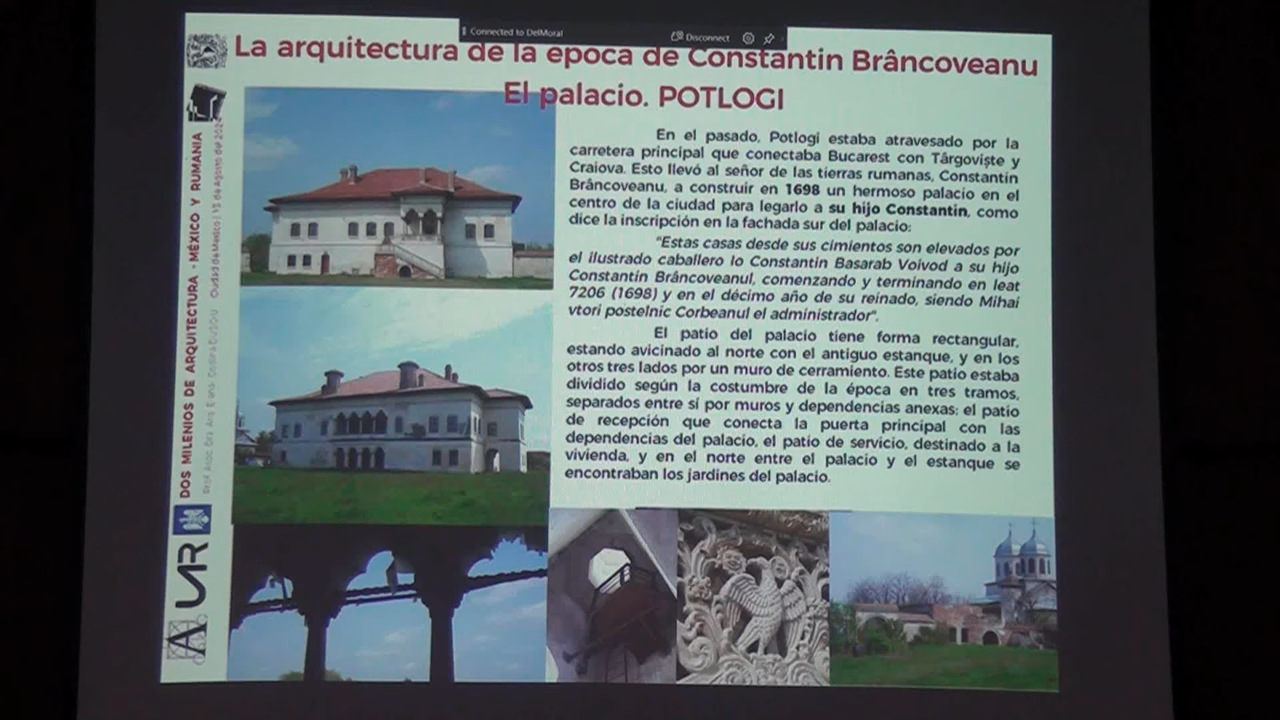 Connected to DelMoral
Disconnect
La arquitectura de la epoca de Constantin Brâncoveanu
El palacio. POTLOGI
En el pasado, Potlogi estaba atravesado por la
carretera principal que conectaba Bucarest con Târgoviște y
Craiova. Esto llevó al señor de las tierras rumanas, Constantin
Brâncoveanu, a construir en 1698 un hermoso palacio en el
centro de la ciudad para legarlo a su hijo Constantin, como
dice la inscripción en la fachada sur del palacio:
"Estas casas desde sus cimientos son elevados por
el ilustrado caballero Io Constantin Basarab Voivod a su hijo
Constantin Brâncoveanul, comenzando y terminando en leat
7206 (1698) y en el décimo año de su reinado, siendo Mihai
vtori postelnic Corbeanul el administrador".
El patio del palacio tiene forma rectangular,
estando avicinado al norte con el antiguo estanque, y en los
otros tres lados por un muro de cerramiento. Este patio estaba
dividido según la costumbre de la época en tres tramos,
separados entre sí por muros y dependencias anexas: el patio
de recepción que conecta la puerta principal con las
dependencias del palacio, el patio de servicio, destinado a la
vivienda, y en el norte entre el palacio y el estanque se
encontraban los jardines del palacio.
DOS MILENIOS DE ARQUITECTURA - MÉXICO Y RUMANIA
Ciudad de México | 13 de Agosto del 2024